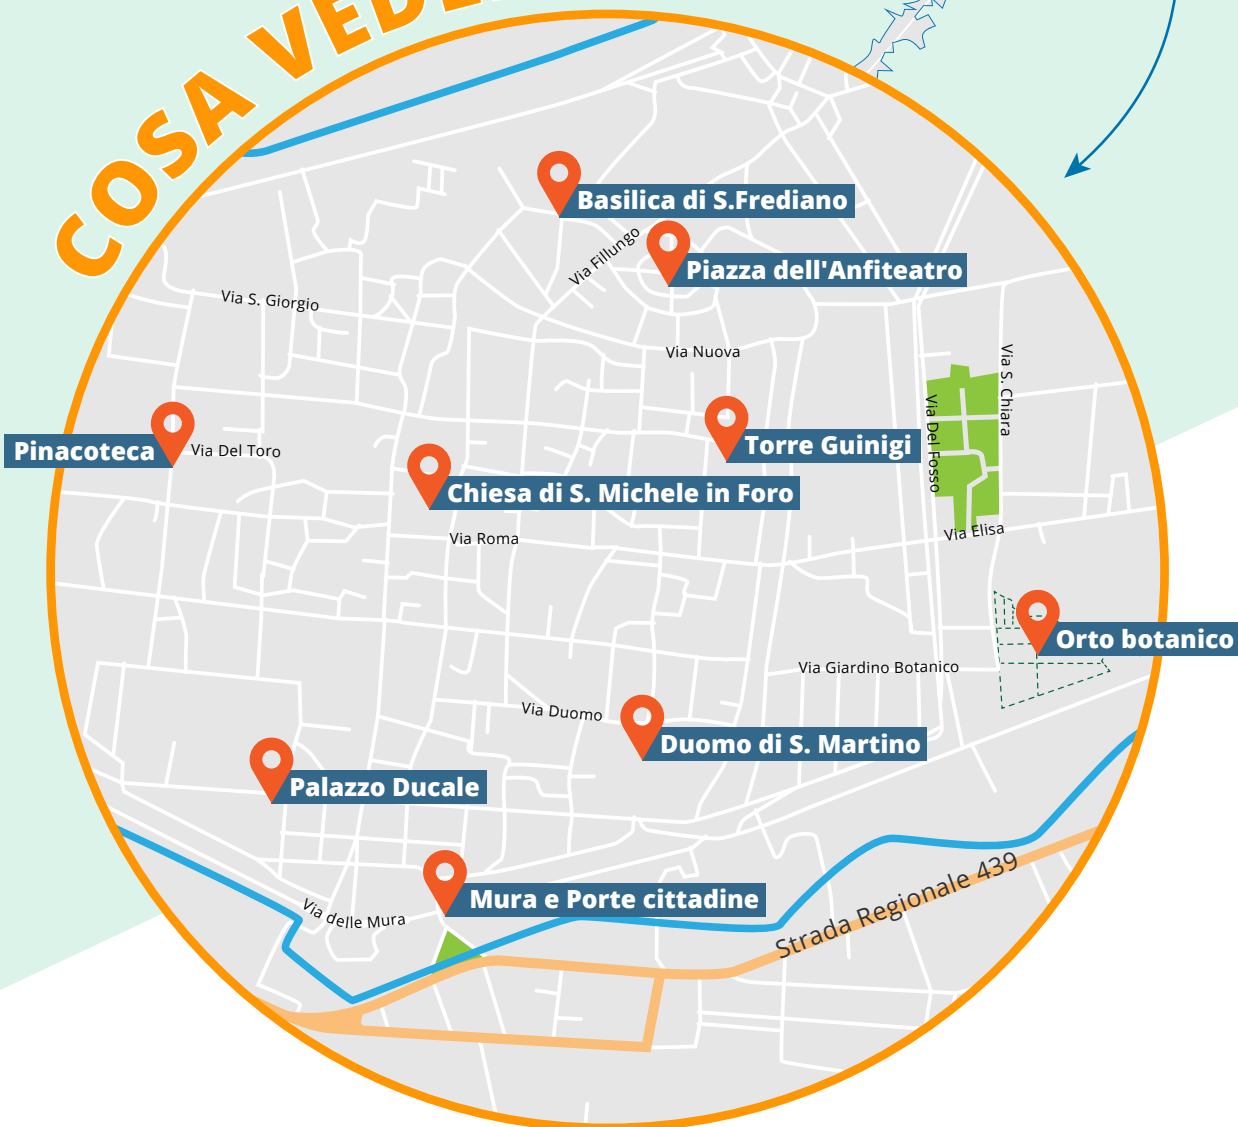 COSA VEDE
Basilica di S.Frediano
Via Fillungo
Piazza dell'Anfiteatro
Via S. Giorgio
Via Nuova
Via S. Chiara
Via Del Fosso
Pinacoteca
Via Del Toro
Torre Guinigi
Chiesa di S. Michele in Foro
Via Roma
Via Elisa
Orto botanico
Via Giardino Botanico
Via Duomo
Duomo di S. Martino
Palazzo Ducale
Mura e Porte cittadine
Via delle Mura
Strada Regionale 439